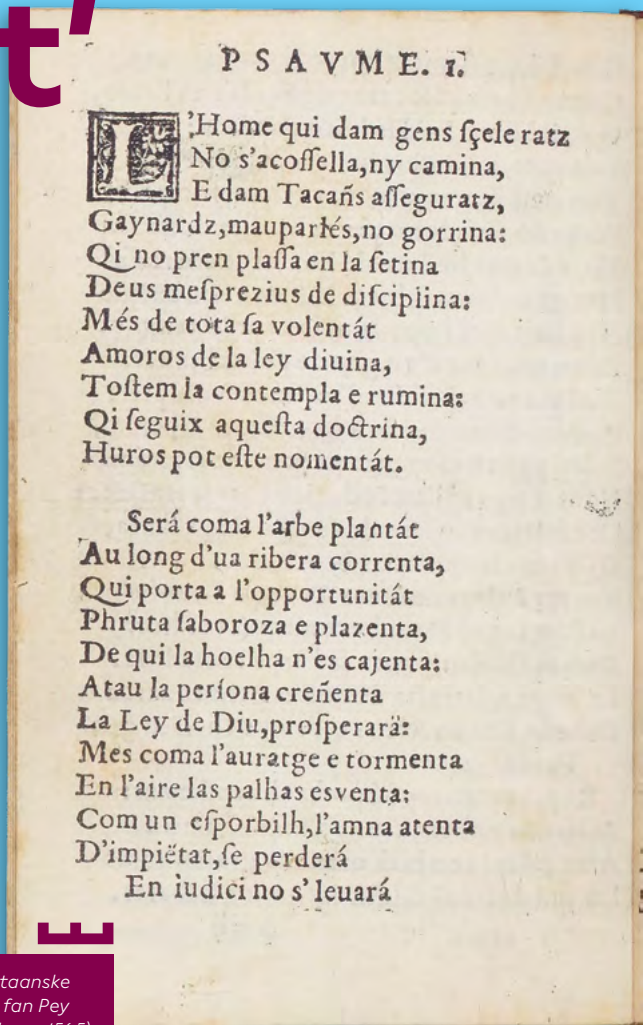 t'
PSAVME. 1.
L'Home qui dam gens sçeleratz
No s'acossella, ny camina,
E dam Tacañs asseguratz,
Gaynardz, mauparlés, no gorrina:
Qi no pren plassa en la setina
Deus mesprezius de disciplina:
Més de tota sa volentát
Amoros de la ley diuina,
Tostem la contempla e rumina:
Qi seguix aquesta doctrina,
Huros pot este nomentát.
Será coma l'arbe plantát
Au long d'ua ribera correnta,
Qui porta a l'opportunitát
Phruta saboroza e plazenta,
De qui la hoelha n'es cajenta:
Atau la persona creñenta
La Ley de Diu, prosperará:
Mes coma l'auratge e tormenta
En l'aire las palhas esventa:
Com un esporbilh, l'amna atenta
D'impiëtat, se perderá
En iudici no s'leuará
E
taanske
fan Pey